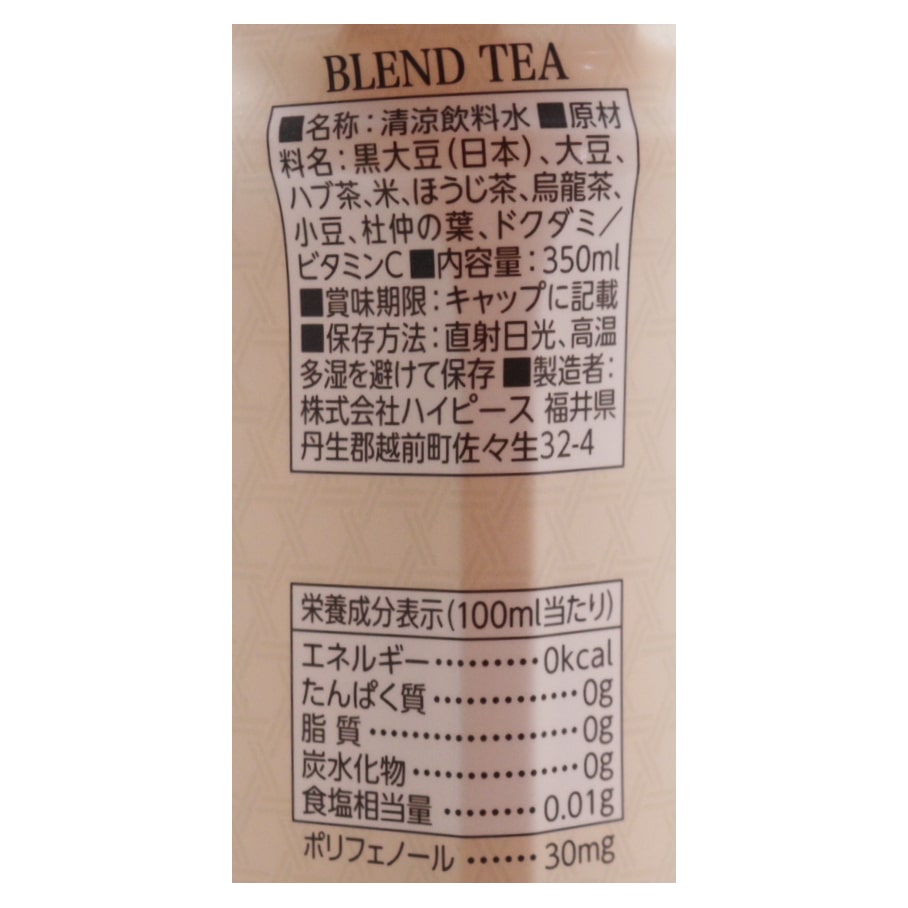 BLEND TEA
■名称：清涼飲料水 ■原材
料名：黒大豆（日本）、大豆、
ハブ茶、米、ほうじ茶、烏龍茶、
小豆、杜仲の葉、ドクダミ／
ビタミンC ■内容量：350ml
■賞味期限：キャップに記載
■保存方法：直射日光、高温
多湿を避けて保存 ■製造者：
株式会社ハイピース 福井県
丹生郡越前町佐々生32-4
栄養成分表示(100ml当たり)
エネルギー………0kcal
たんぱく質…………0g
脂 質………………0g
炭水化物……………0g
食塩相当量………0.01g
ポリフェノール……30mg